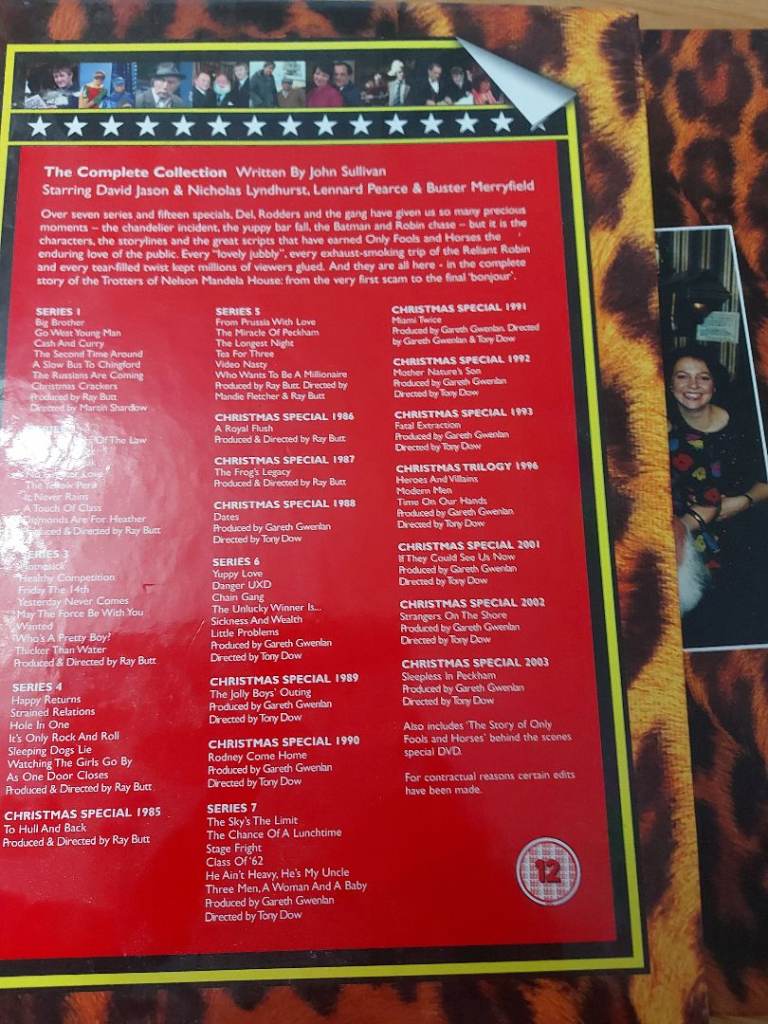 The Complete Collection Written By John Sullivan
Starring David Jason & Nicholas Lyndhurst, Lennard Pearce & Buster Merryfield
Over seven series and fifteen specials, Del, Rodders and the gang have given us so many precious
moments – the chandelier incident, the yuppy bar fall, the Batman and Robin chase – but it is the
characters, the storylines and the great scripts that have earned Only Fools and Horses the
enduring love of the public. Every "lovely jubbly", every exhaust-smoking trip of the Reliant Robin
and every tear-filled twist kept millions of viewers glued. And they are all here - in the complete
story of the Trotters of Nelson Mandela House: from the very first scam to the final 'bonjour'.
SERIES 1
Big Brother
Go West Young Man
Cash And Curry
The Second Time Around
A Slow Bus To Chingford
The Russians Are Coming
Christmas Crackers
Produced by Ray Butt
Directed by Martin Shardlow
Of The Law
The Yellow Peril
It Never Rains
A Touch Of Class
Diamonds Are For Heather
Produced & Directed by Ray Butt
SERIES 3
Homesick
Healthy Competition
Friday The 14th
Yesterday Never Comes
May The Force Be With You
Wanted
Who's A Pretty Boy?
Thicker Than Water
Produced & Directed by Ray Butt
SERIES 4
Happy Returns
Strained Relations
Hole In One
It's Only Rock And Roll
Sleeping Dogs Lie
Watching The Girls Go By
As One Door Closes
Produced & Directed by Ray Butt
CHRISTMAS SPECIAL 1985
To Hull And Back
Produced & Directed by Ray Butt
SERIES 5
From Prussia With Love
The Miracle Of Peckham
The Longest Night
Tea For Three
Video Nasty
Who Wants To Be A Millionaire
Produced by Ray Butt. Directed by
Mandie Fletcher & Ray Butt
CHRISTMAS SPECIAL 1986
A Royal Flush
Produced & Directed by Ray Butt
CHRISTMAS SPECIAL 1987
The Frog's Legacy
Produced & Directed by Ray Butt
CHRISTMAS SPECIAL 1988
Dates
Produced by Gareth Gwenlan
Directed by Tony Dow
SERIES 6
Yuppy Love
Danger UXD
Chain Gang
The Unlucky Winner Is...
Sickness And Wealth
Little Problems
Produced by Gareth Gwenlan
Directed by Tony Dow
CHRISTMAS SPECIAL 1989
The Jolly Boys' Outing
Produced by Gareth Gwenlan
Directed by Tony Dow
CHRISTMAS SPECIAL 1990
Rodney Come Home
Produced by Gareth Gwenlan
Directed by Tony Dow
SERIES 7
The Sky's The Limit
The Chance Of A Lunchtime
Stage Fright
Class Of '62
He Ain't Heavy, He's My Uncle
Three Men, A Woman And A Baby
Produced by Gareth Gwenlan
Directed by Tony Dow
CHRISTMAS SPECIAL 1991
Miami Twice
Produced by Gareth Gwenlan. Directed
by Gareth Gwenlan & Tony Dow
CHRISTMAS SPECIAL 1992
Mother Nature's Son
Produced by Gareth Gwenlan
Directed by Tony Dow
CHRISTMAS SPECIAL 1993
Fatal Extraction
Produced by Gareth Gwenlan
Directed by Tony Dow
CHRISTMAS TRILOGY 1996
Heroes And Villains
Modern Men
Time On Our Hands
Produced by Gareth Gwenlan
Directed by Tony Dow
CHRISTMAS SPECIAL 2001
If They Could See Us Now
Produced by Gareth Gwenlan
Directed by Tony Dow
CHRISTMAS SPECIAL 2002
Strangers On The Shore
Produced by Gareth Gwenlan
Directed by Tony Dow
CHRISTMAS SPECIAL 2003
Sleepless In Peckham
Produced by Gareth Gwenlan
Directed by Tony Dow
Also includes 'The Story of Only
Fools and Horses' behind the scenes
special DVD.
For contractual reasons certain edits
have been made.
12